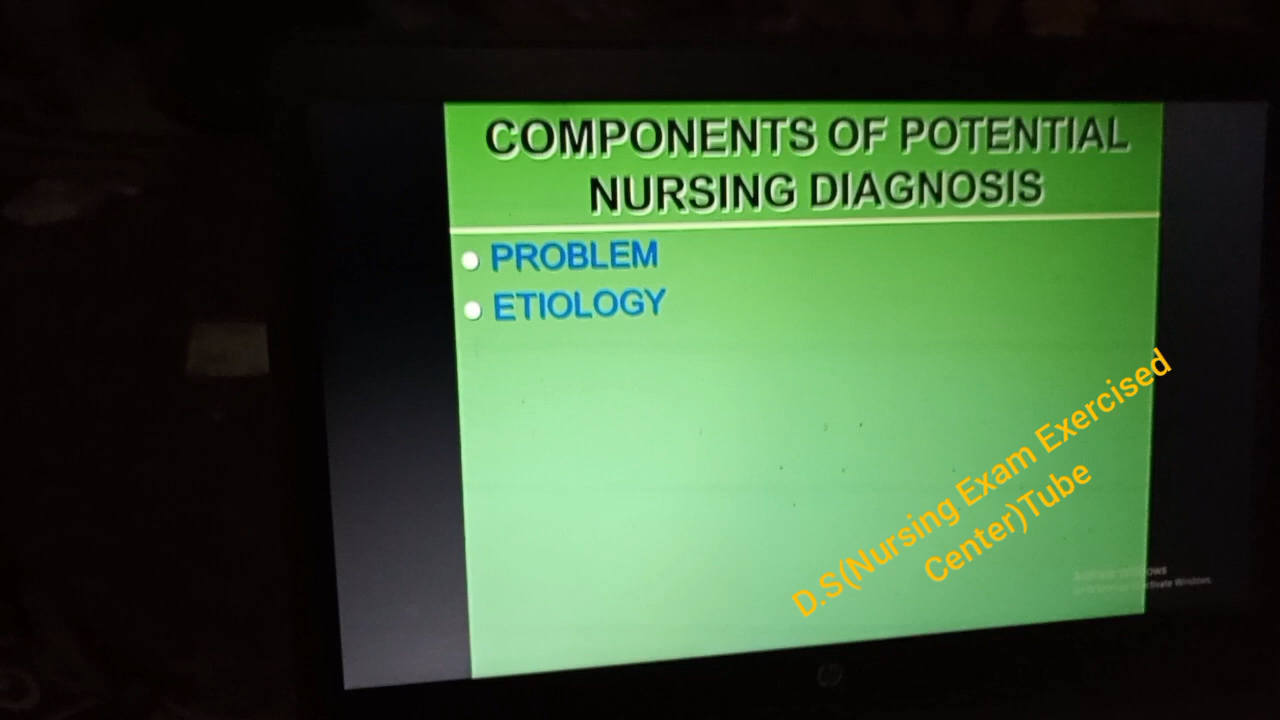 COMPONENTS OF POTENTIAL
NURSING DIAGNOSIS
PROBLEM
ETIOLOGY
D.S(Nursing Exam Exercised
Center)Tube